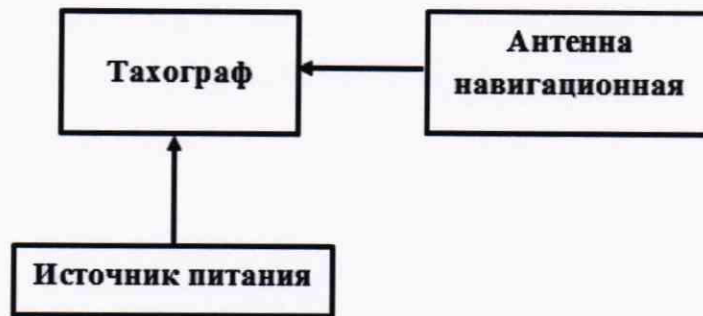 Тахограф
Антенна
навигационная
Источник питания